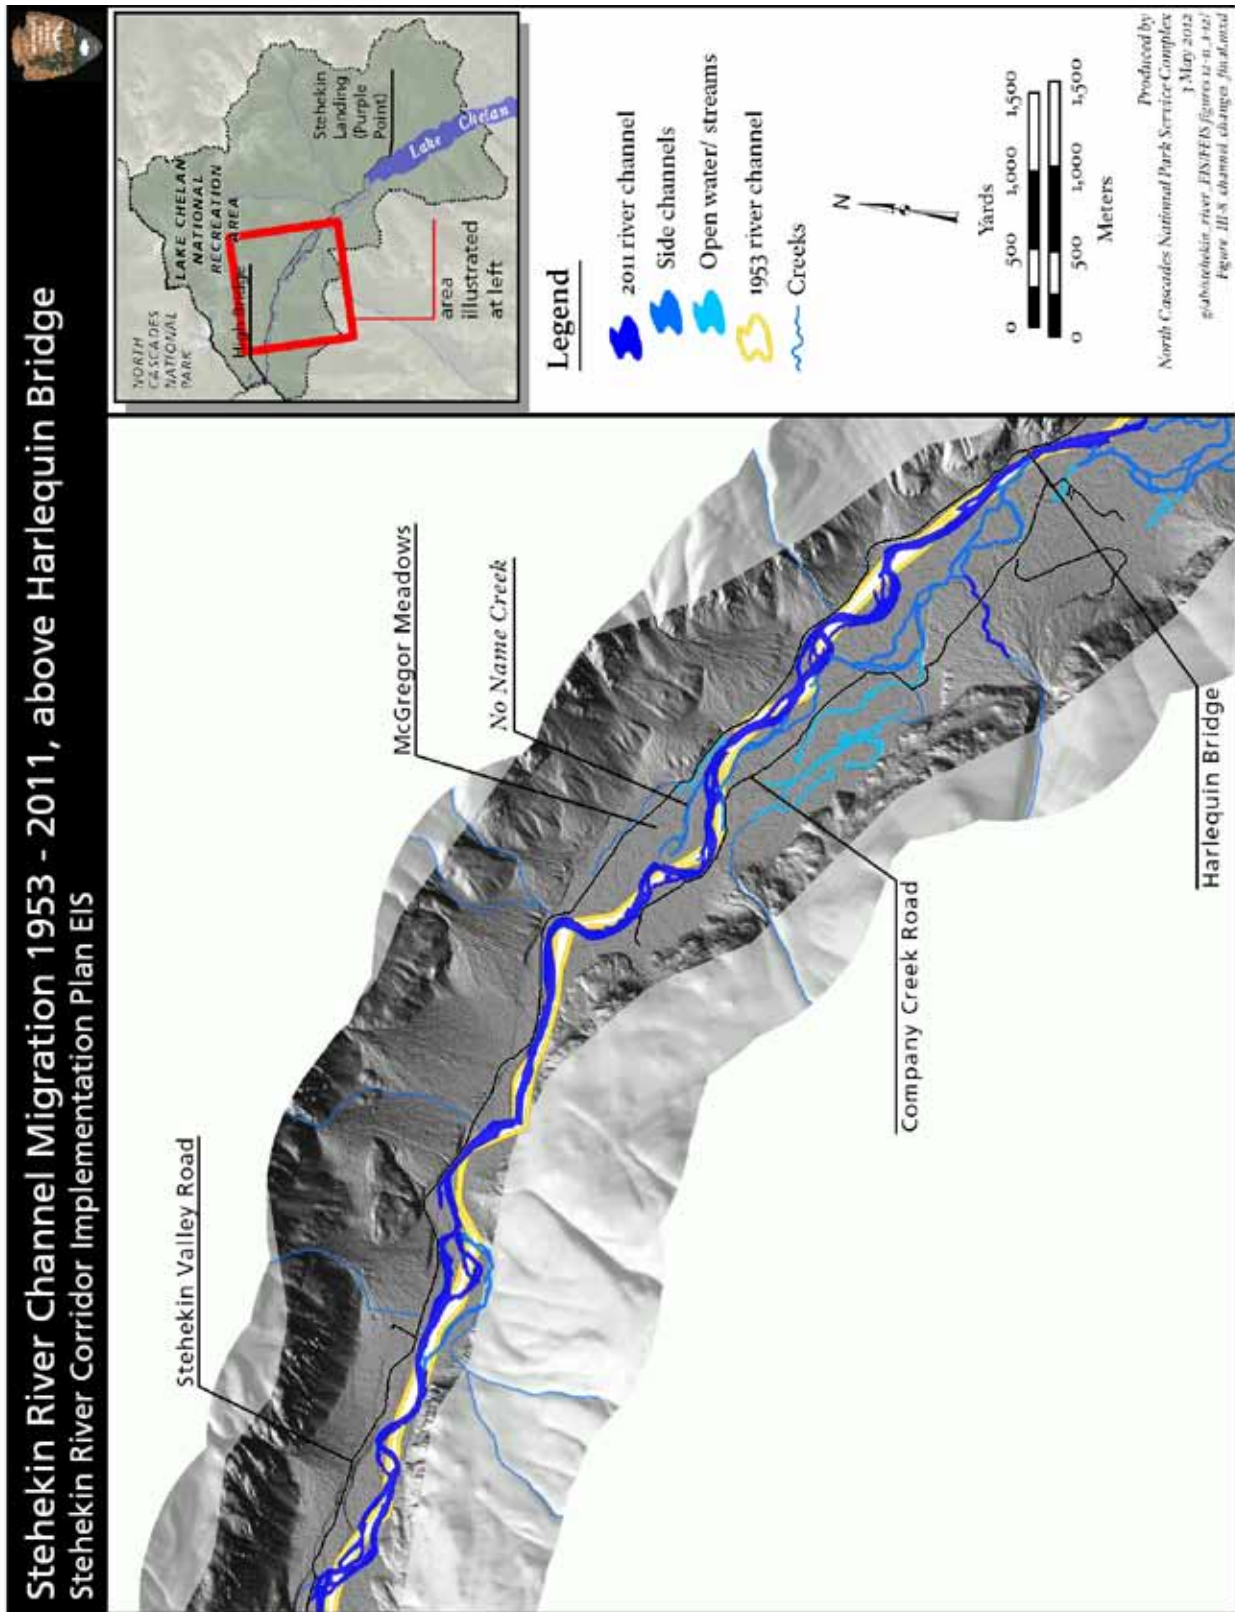 Stehekin River Channel Migration 1953 - 2011, above Harlequin Bridge
Stehekin River Corridor Implementation Plan EIS
Stehekin Valley Road
McGregor Meadows
No Name Creek
Company Creek Road
Harlequin Bridge
NORTH
CASCADES
NATIONAL
PARK
LAKE CHELAN
NATIONAL
RECREATION
AREA
High Bridge
Stehekin
Landing
(Purple
Point)
Lake Chelan
area
illustrated
at left
Legend
2011 river channel
Side channels
Open water/ streams
1953 river channel
Creeks
N
Yards
0 500 1,000 1,500
0 500 1,000 1,500
Meters
Produced by
North Cascades National Park Service Complex
3 May 2012